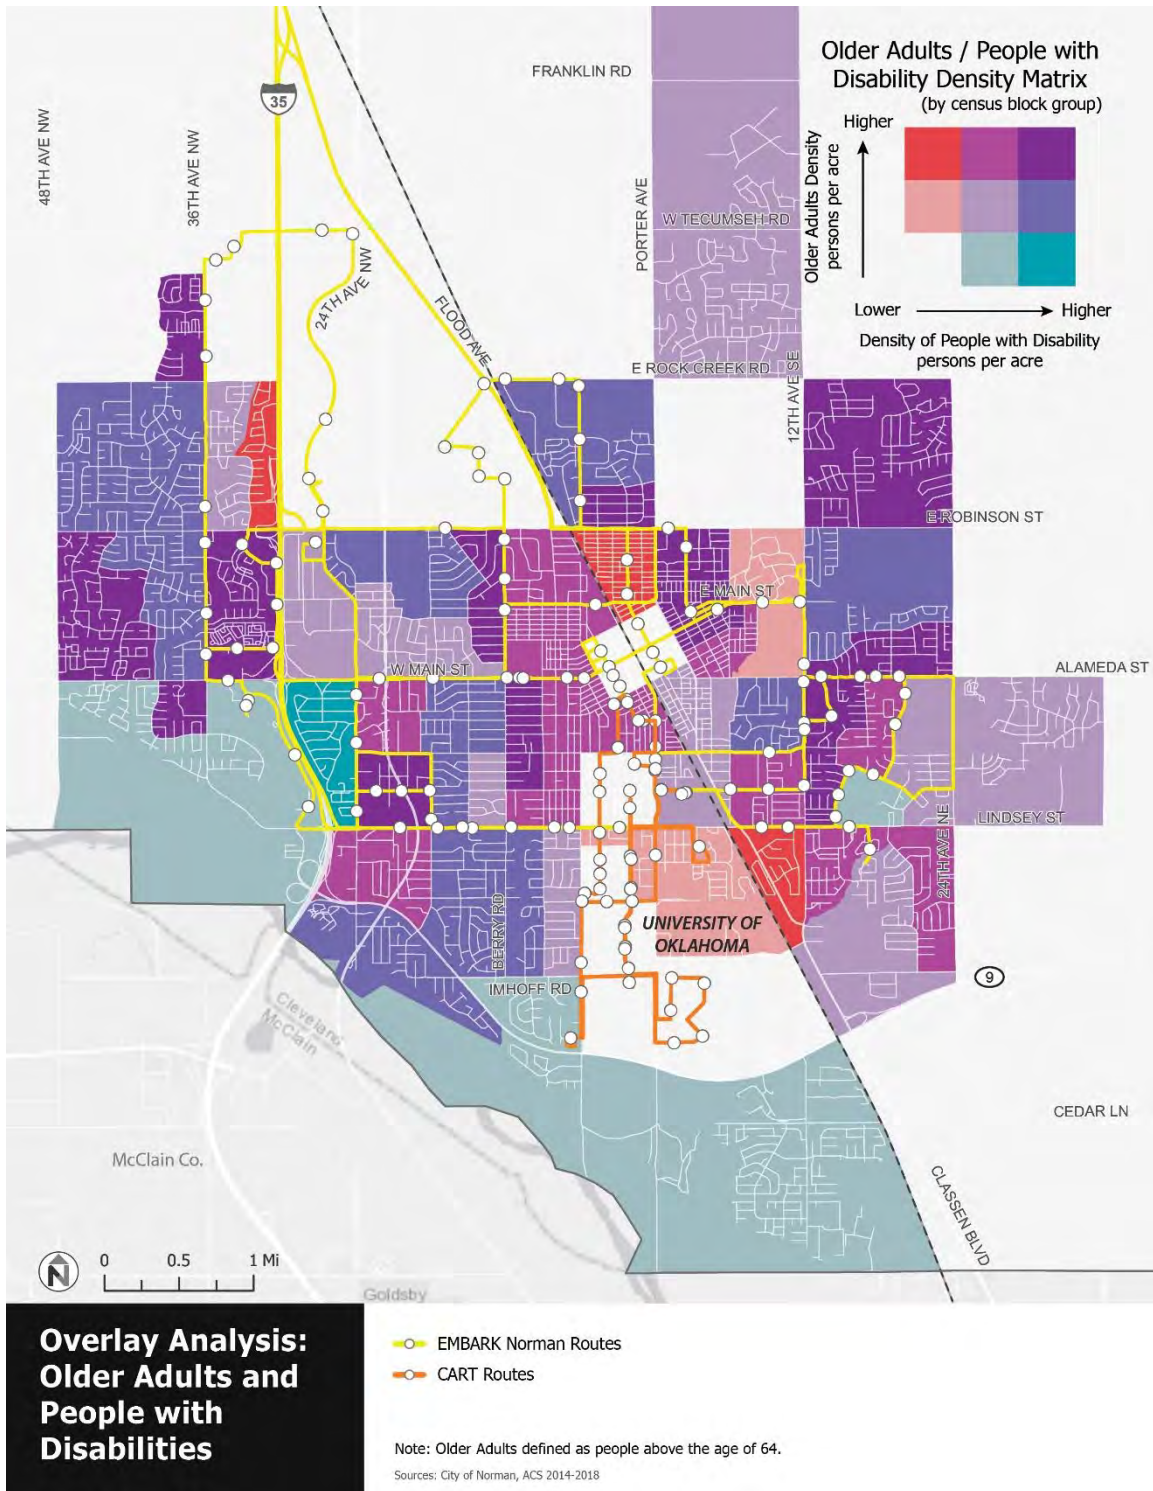 Older Adults / People with
Disability Density Matrix
(by census block group)
Higher
Older Adults Density
persons per acre
Lower
Higher
Density of People with Disability
persons per acre
FRANKLIN RD
35
48TH AVE NW
36TH AVE NW
PORTER AVE
W TECUMSEH RD
24TH AVE NW
FLOOD AVE
E ROCK CREEK RD
12TH AVE SE
E ROBINSON ST
E MAIN ST
W MAIN ST
ALAMEDA ST
LINDSEY ST
24TH AVE NE
BERRY RD
UNIVERSITY OF
OKLAHOMA
IMHOFF RD
9
Cleveland
McClain
CEDAR LN
McClain Co.
CLASSEN BLVD
N
0
0.5
1 Mi
Goldsby
Overlay Analysis:
Older Adults and
People with
Disabilities
EMBARK Norman Routes
CART Routes
Note: Older Adults defined as people above the age of 64.
Sources: City of Norman, ACS 2014-2018